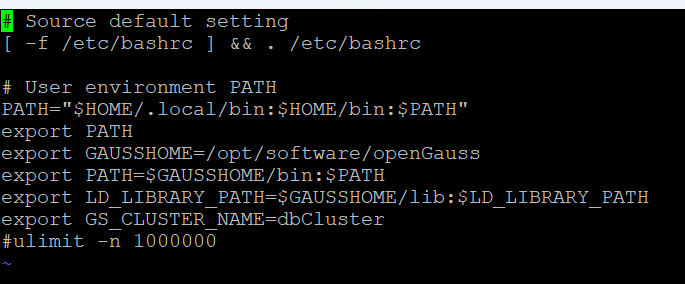 # Source default setting
[ -f /etc/bashrc ] && . /etc/bashrc

# User environment PATH
PATH="$HOME/.local/bin:$HOME/bin:$PATH"
export PATH
export GAUSSHOME=/opt/software/openGauss
export PATH=$GAUSSHOME/bin:$PATH
export LD_LIBRARY_PATH=$GAUSSHOME/lib:$LD_LIBRARY_PATH
export GS_CLUSTER_NAME=dbCluster
#ulimit -n 1000000
~